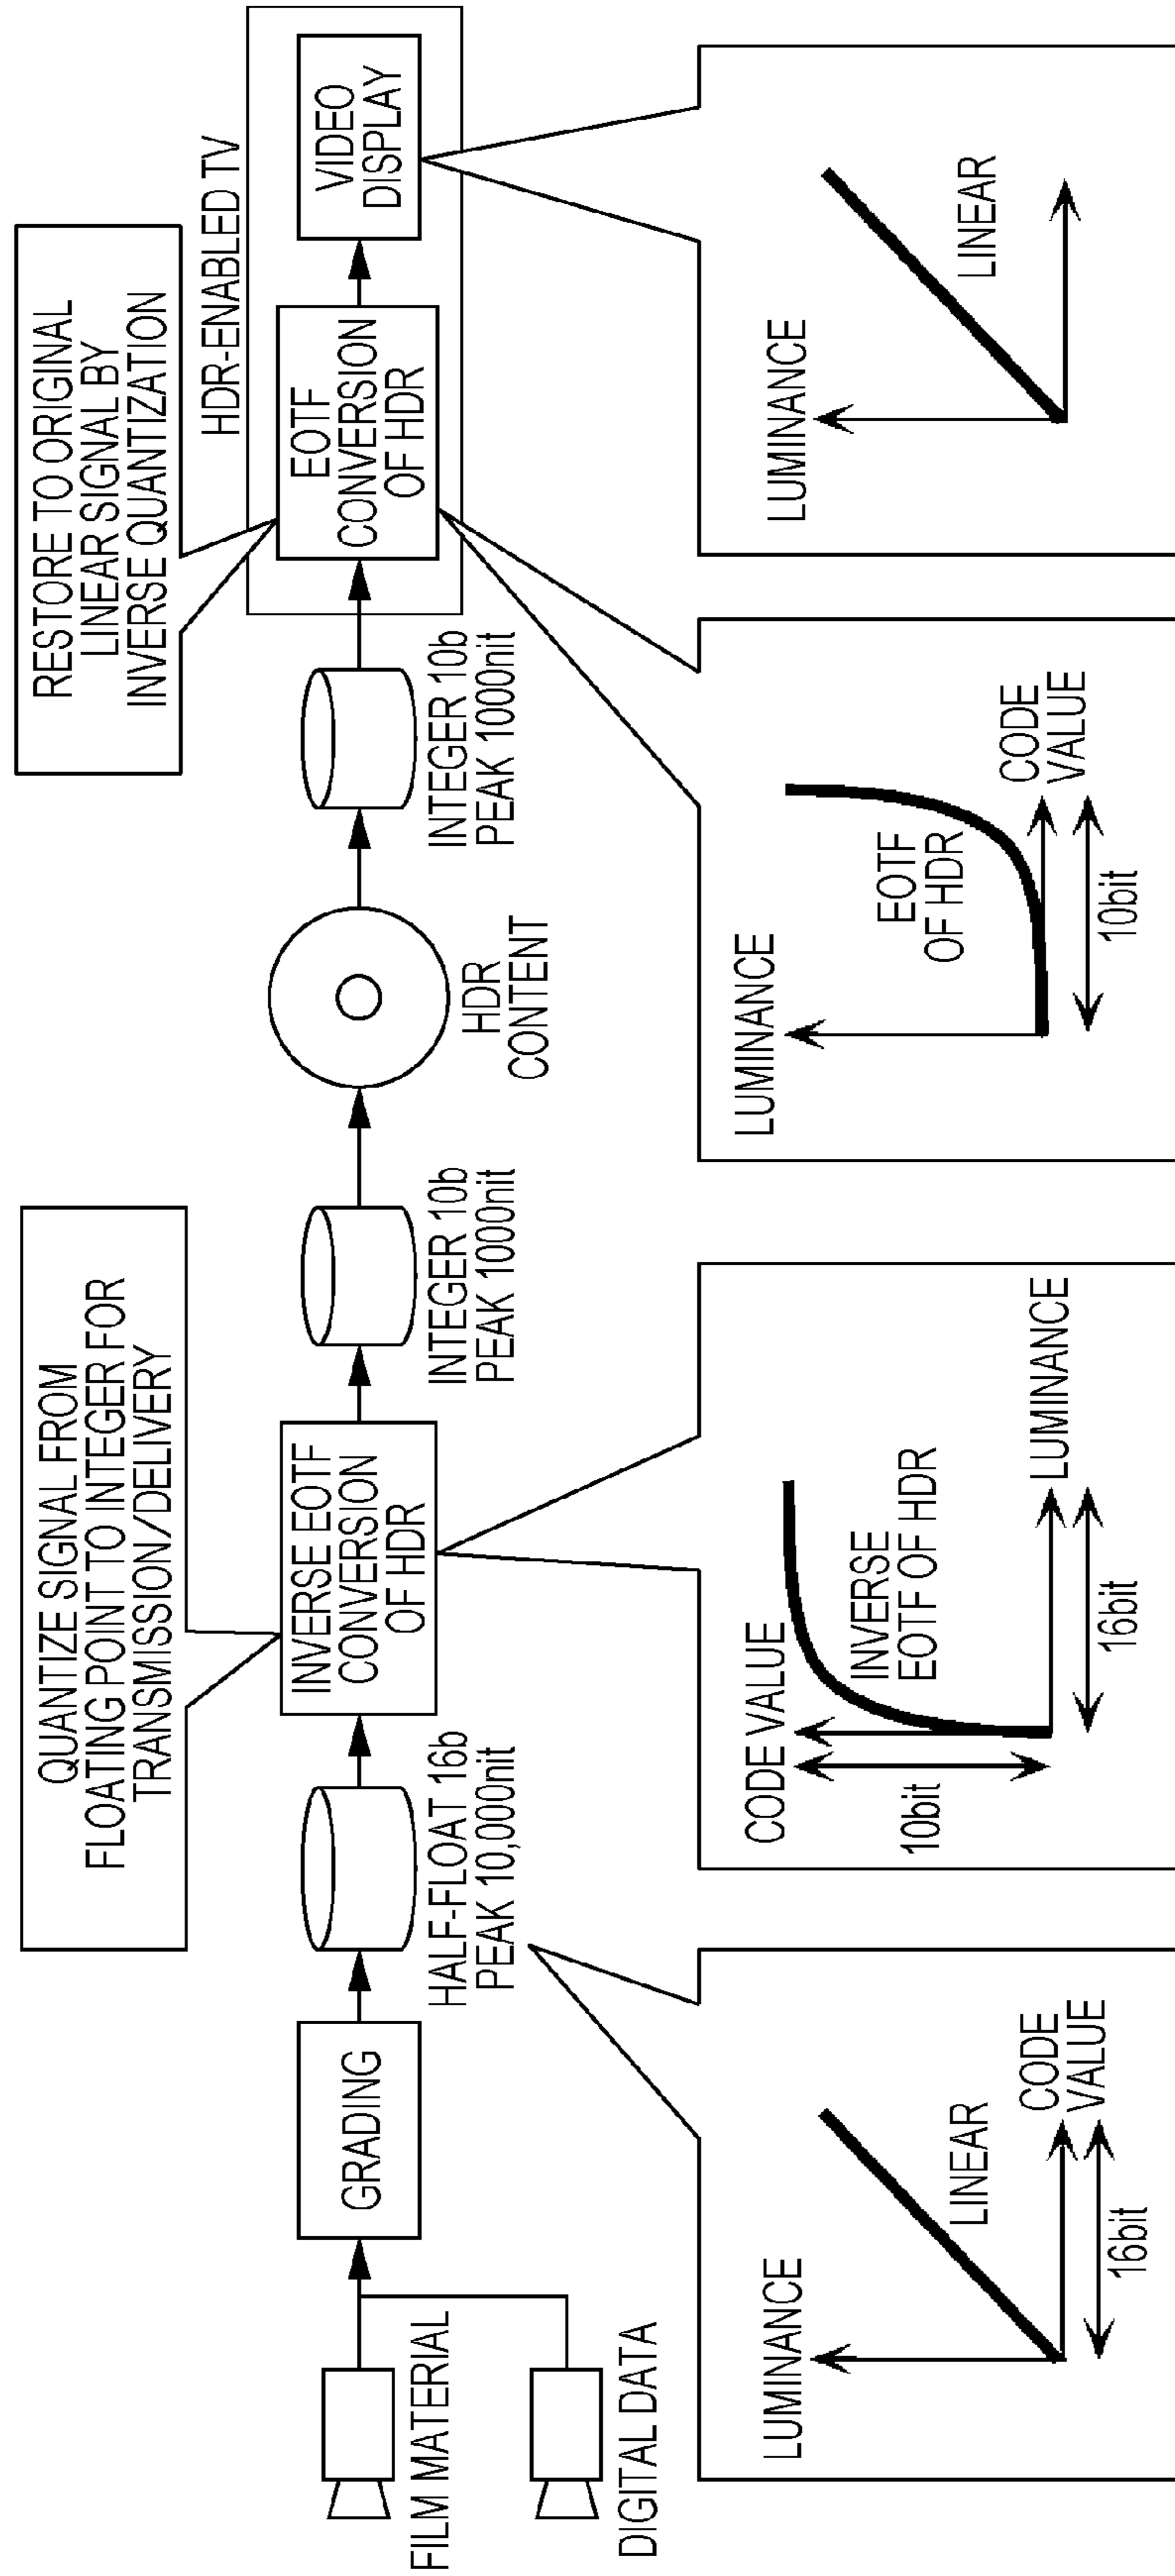 QUANTIZE SIGNAL FROM
FLOATING POINT TO INTEGER FOR
TRANSMISSION/DELIVERY
RESTORE TO ORIGINAL
LINEAR SIGNAL BY
INVERSE QUANTIZATION
HDR-ENABLED TV
FILM MATERIAL
DIGITAL DATA
GRADING
HALF-FLOAT 16b
PEAK 10,000nit
INVERSE EOTF
CONVERSION
OF HDR
INTEGER 10b
PEAK 1000nit
HDR
CONTENT
INTEGER 10b
PEAK 1000nit
EOTF
CONVERSION
OF HDR
VIDEO
DISPLAY
LUMINANCE
LINEAR
CODE
VALUE
16bit
CODE VALUE
10bit
INVERSE
EOTF OF HDR
LUMINANCE
16bit
LUMINANCE
EOTF
OF HDR
CODE
VALUE
10bit
LUMINANCE
LINEAR